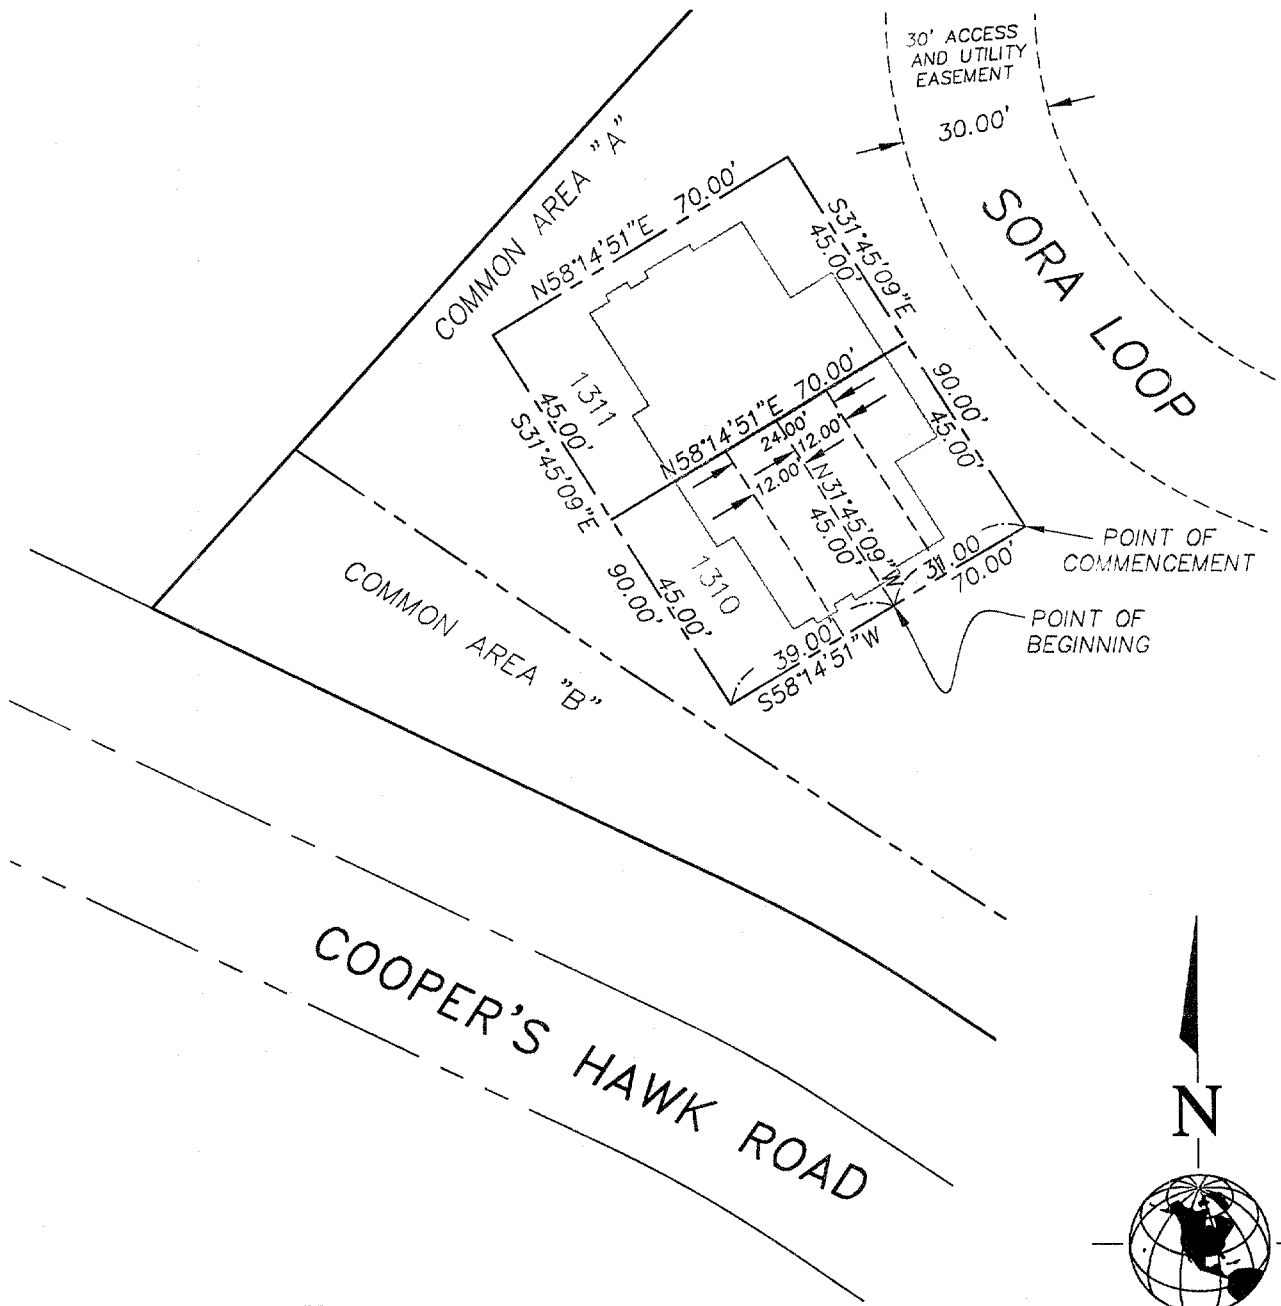 30' ACCESS
AND UTILITY
EASEMENT
30.00'
SORA LOOP
COMMON AREA "A"
N58°14'51"E 70.00'
S31°45'09"E
45.00'
1311
45.00'
S31°45'09"E
90.00'
N58°14'51"E 70.00'
24.00'
12.00'
12.00'
N31°45'09"W
45.00'
90.00'
45.00'
1310
45.00'
31.00
70.00'
39.00'
S58°14'51"W
POINT OF
COMMENCEMENT
POINT OF
BEGINNING
COMMON AREA "B"
COOPER'S HAWK ROAD
N